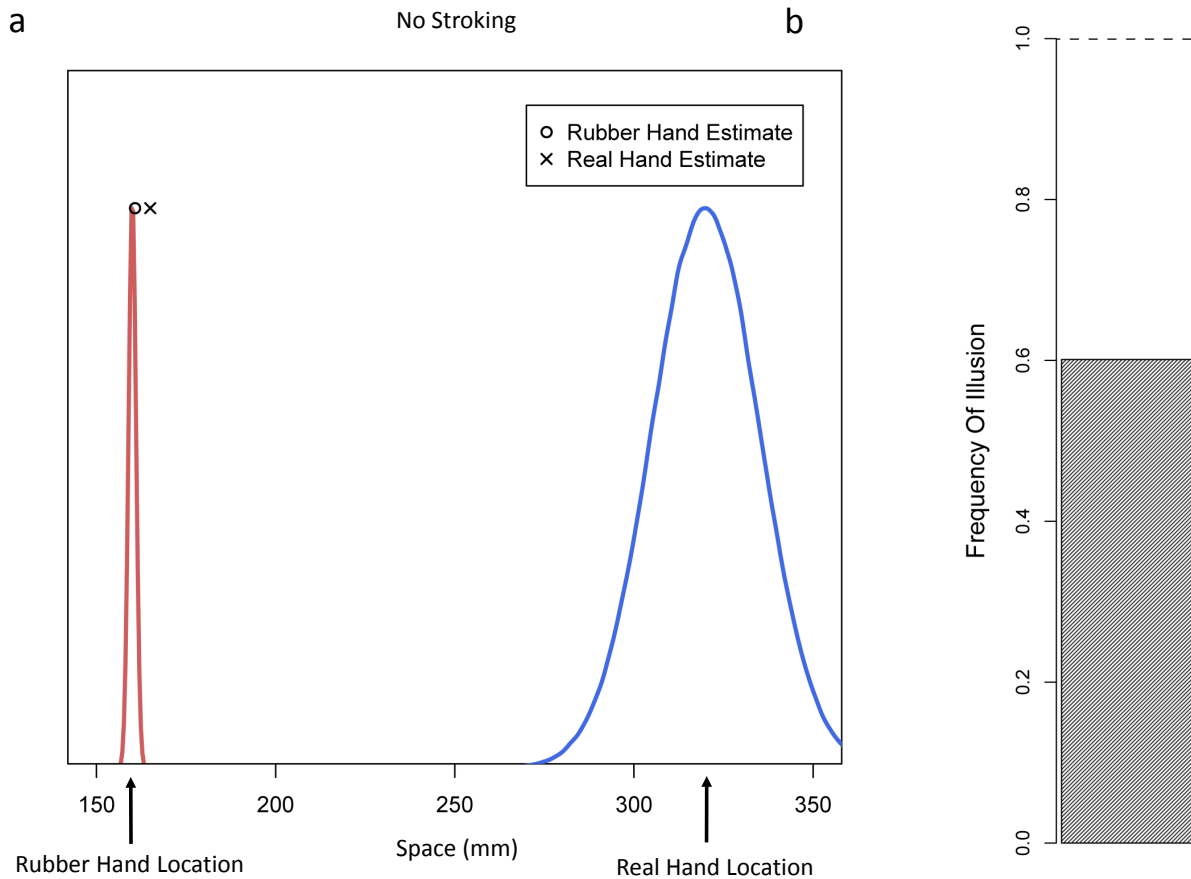 a
No Stroking
b
○ Rubber Hand Estimate
× Real Hand Estimate
150
200
250
300
350
Space (mm)
Rubber Hand Location
Real Hand Location
Frequency Of Illusion
1.0
0.8
0.6
0.4
0.2
0.0